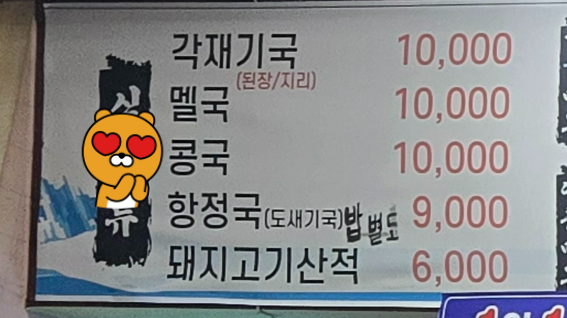 각재기국 10,000
(된장/지리)
멜국 10,000
콩국 10,000
항정국(도새기국)밥별도 9,000
돼지고기산적 6,000